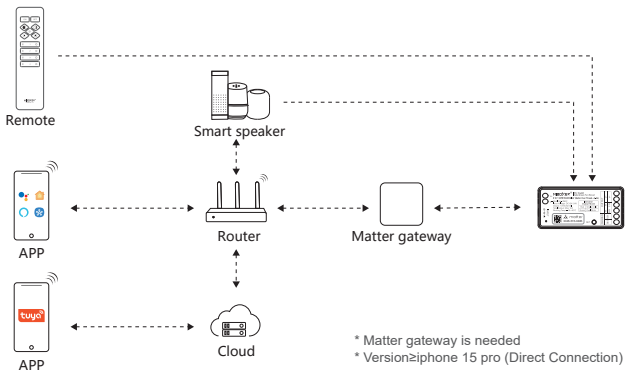 Remote
Smart speaker
APP
Router
Matter gateway
tuya
APP
Cloud
* Matter gateway is needed
* Version≥iphone 15 pro (Direct Connection)